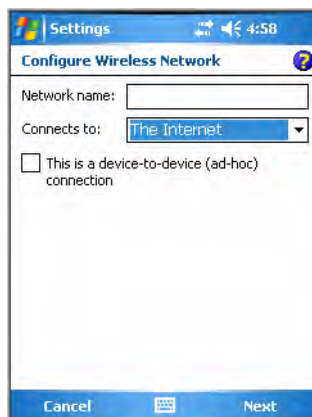 Settings 4:58
Configure Wireless Network ?
Network name:
Connects to: The Internet
This is a device-to-device (ad-hoc)
connection
Cancel Next